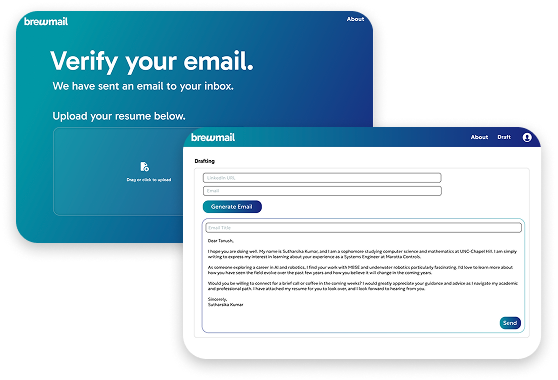 brewmail
About
Verify your email.
We have sent an email to your inbox.
Upload your resume below.
Drag or click to upload
brewmail
About
Draft
Drafting
LinkedIn URL
Email
Generate Email
Email Title
Dear Tanush,
I hope you are doing well. My name is Sutharsika Kumar, and I am a sophomore studying computer science and mathematics at UNC-Chapel Hill. I am simply
writing to express my interest in learning about your experience as a Systems Engineer at Marotta Controls.
As someone exploring a career in AI and robotics, I find your work with MBSE and underwater robotics particularly fascinating. I'd love to learn more about
how you have seen the field evolve over the past few years and how you believe it will change in the coming years.
Would you be willing to connect for a brief call or coffee in the coming weeks? I would greatly appreciate your guidance and advice as I navigate my academic
and professional path. I have attached my resume for you to look over, and I look forward to hearing from you.
Sincerely,
Sutharsika Kumar
Send